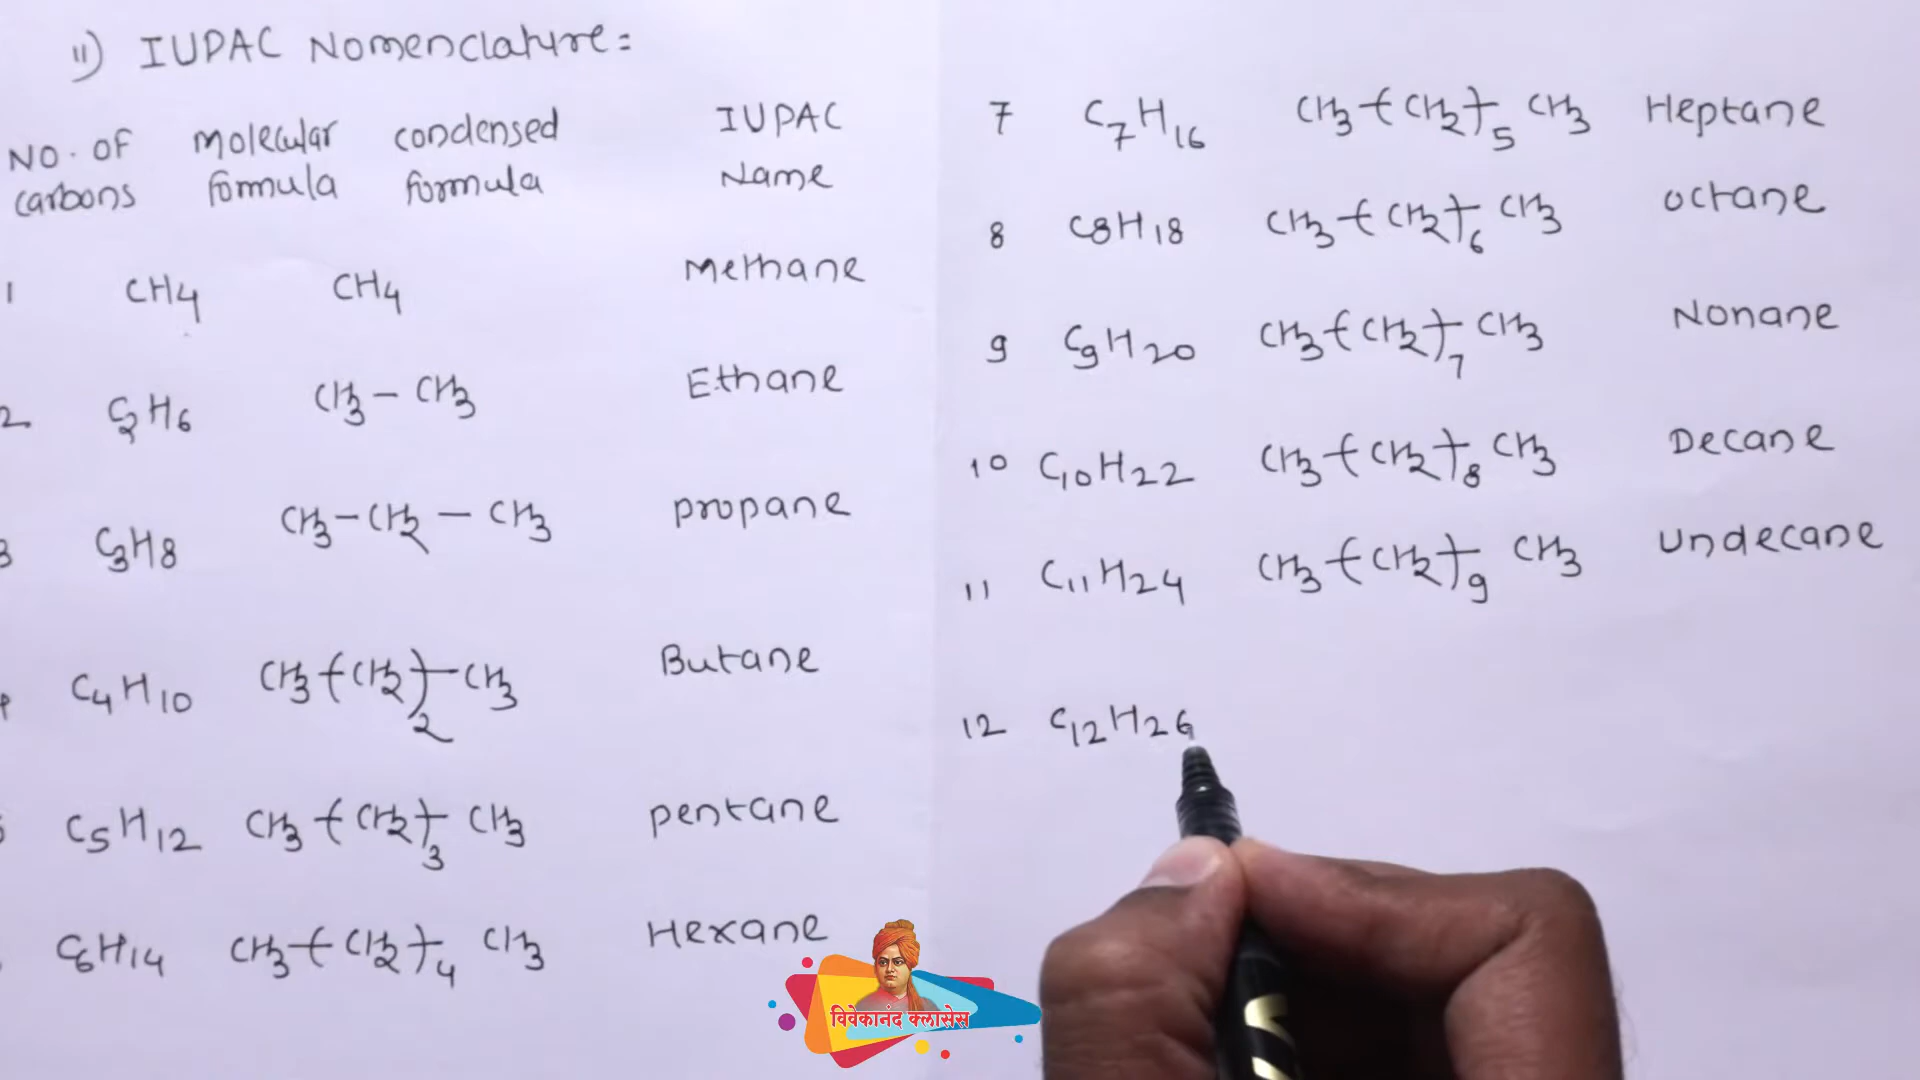 11) IUPAC Nomenclature:
No. of carbons molecular formula condensed formula IUPAC Name
1 CH4 CH4 Methane
2 C2H6 CH3 - CH3 Ethane
3 C3H8 CH3 - CH2 - CH3 propane
C4H10 CH3 -(CH2)-2 CH3 Butane
C5H12 CH3 -(CH2)-3 CH3 pentane
C6H14 CH3 -(CH2)-4 CH3 Hexane
7 C7H16 CH3 -(CH2)-5 CH3 Heptane
8 C8H18 CH3 -(CH2)-6 CH3 octane
9 C9H20 CH3 -(CH2)-7 CH3 Nonane
10 C10H22 CH3 -(CH2)-8 CH3 Decane
11 C11H24 CH3 -(CH2)-9 CH3 Undecane
12 C12H26
विवेकानंद क्लासेस